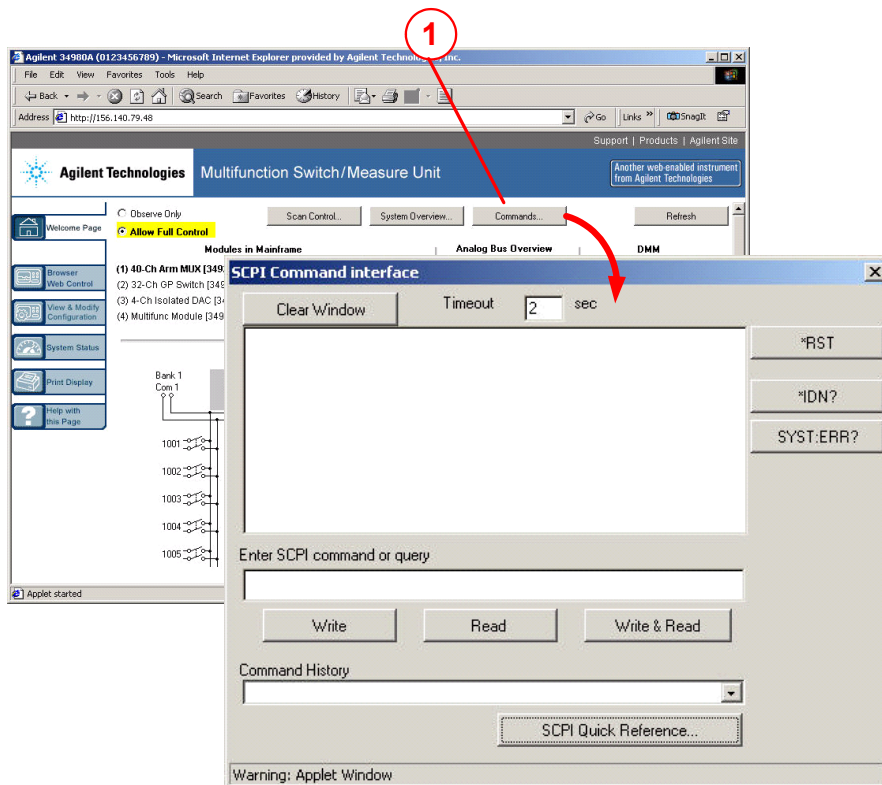 1
Agilent 34980A (0123456789) - Microsoft Internet Explorer provided by Agilent Technologies, Inc.
File Edit View Favorites Tools Help
Back Search Favorites History
Address http://156.140.79.48 Go Links » SnagIt
Support | Products | Agilent Site
Agilent Technologies Multifunction Switch/Measure Unit
Another web-enabled instrument
from Agilent Technologies
Welcome Page
Browser
Web Control
View & Modify
Configuration
System Status
Print Display
Help with
this Page
Observe Only
Allow Full Control
Scan Control... System Overview... Commands... Refresh
Modules in Mainframe Analog Bus Overview DMM
(1) 40-Ch Arm MUX [349
(2) 32-Ch GP Switch [349
(3) 4-Ch Isolated DAC [34
(4) Multifunc Module [349
Bank 1
Com 1
1001
1002
1003
1004
1005
Applet started
SCPI Command interface
Clear Window Timeout 2 sec
*RST
*IDN?
SYST:ERR?
Enter SCPI command or query
Write Read Write & Read
Command History
SCPI Quick Reference...
Warning: Applet Window